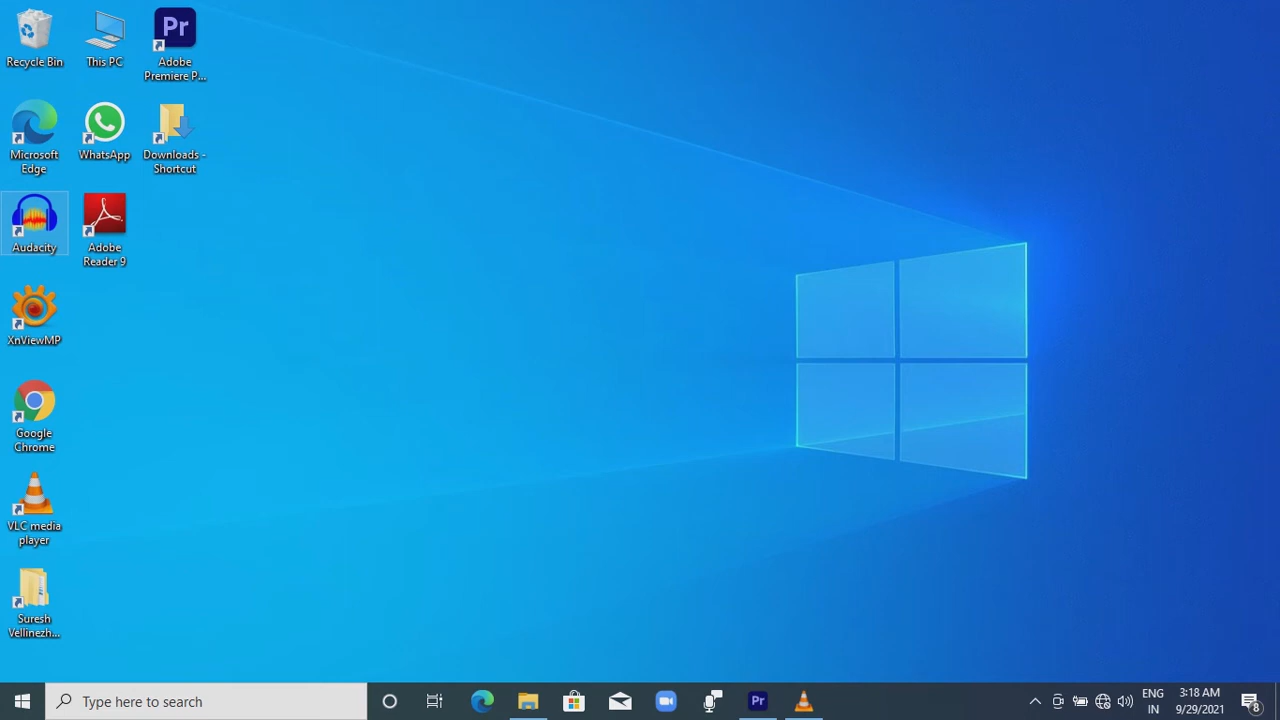 Recycle Bin
This PC
Pr
Adobe
Premiere P...
Microsoft
Edge
WhatsApp
Downloads -
Shortcut
Audacity
Adobe
Reader 9
XnViewMP
Google
Chrome
VLC media
player
Suresh
Vellinezh...
Type here to search
Pr
ENG
IN
3:18 AM
9/29/2021
8